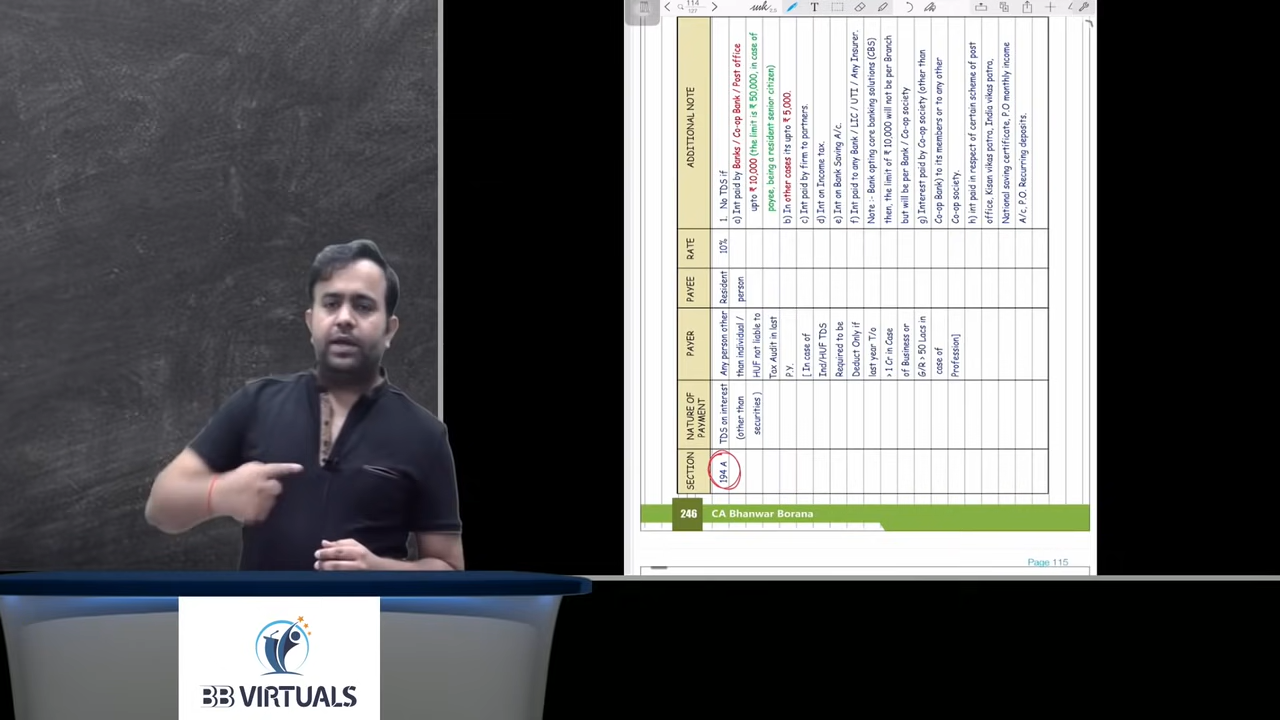 114
127
T
SECTION
194 A
NATURE OF
PAYMENT
TDS on interest
(other than
securities )
PAYER
Any person other
than individual /
HUF not liable to
Tax Audit in last
P.Y.
[ In case of
Ind/HUF TDS
Required to be
Deduct Only if
last year T/o
> 1 Cr in Case
of Business or
G/R > 50 Lacs in
case of
Profession]
PAYEE
Resident
person
RATE
10%
ADDITIONAL NOTE
1. No TDS if
a) Int paid by Banks / Co-op Bank / Post office
upto ₹ 10,000 (the limit is ₹ 50,000, in case of
payee, being a resident senior citizen)
b) In other cases its upto ₹ 5,000.
c) Int paid by firm to partners.
d) Int on Income tax.
e) Int on Bank Saving A/c.
f) Int paid to any Bank / LIC / UTI / Any Insurer.
Note :- Bank opting core banking solutions (CBS)
then, the limit of ₹ 10,000 will not be per Branch
but will be per Bank / Co-op society
g) Interest paid by Co-op society (other than
Co-op Bank) to its members or to any other
Co-op society.
h) int paid in respect of certain scheme of post
office. Kisan vikas patra, India vikas patra,
National saving certificate, P.O monthly income
A/c, P.O. Recurring deposits.
246 CA Bhanwar Borana
Page 115
BB VIRTUALS